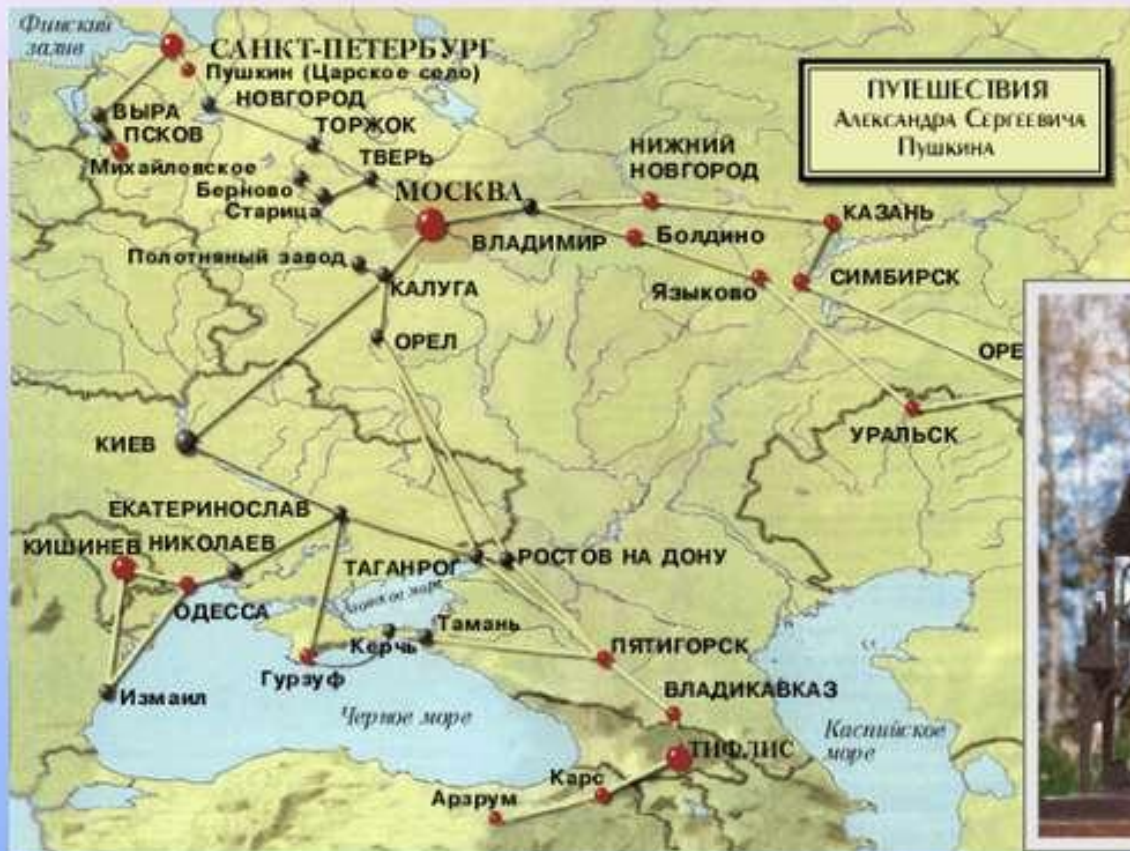 Финский
залив
САНКТ-ПЕТЕРБУРГ
Пушкин (Царское село)
НОВГОРОД
ВЫРА
ПСКОВ
Михайловское
ТОРЖОК
ТВЕРЬ
Берново
Старица
МОСКВА
ПУТЕШЕСТВИЯ
Александра Сергеевича
Пушкина
НИЖНИЙ
НОВГОРОД
КАЗАНЬ
ВЛАДИМИР
Болдино
Полотняный завод
КАЛУГА
Языково
СИМБИРСК
ОРЕЛ
ОРЕ
УРАЛЬСК
КИЕВ
ЕКАТЕРИНОСЛАВ
КИШИНЕВ
НИКОЛАЕВ
ОДЕССА
ТАГАНРОГ
РОСТОВ НА ДОНУ
Азовское море
Тамань
Керчь
Гурзуф
ПЯТИГОРСК
Измаил
ВЛАДИКАВКАЗ
Черное море
Каспийское
море
ТИФЛИС
Карс
Арзрум